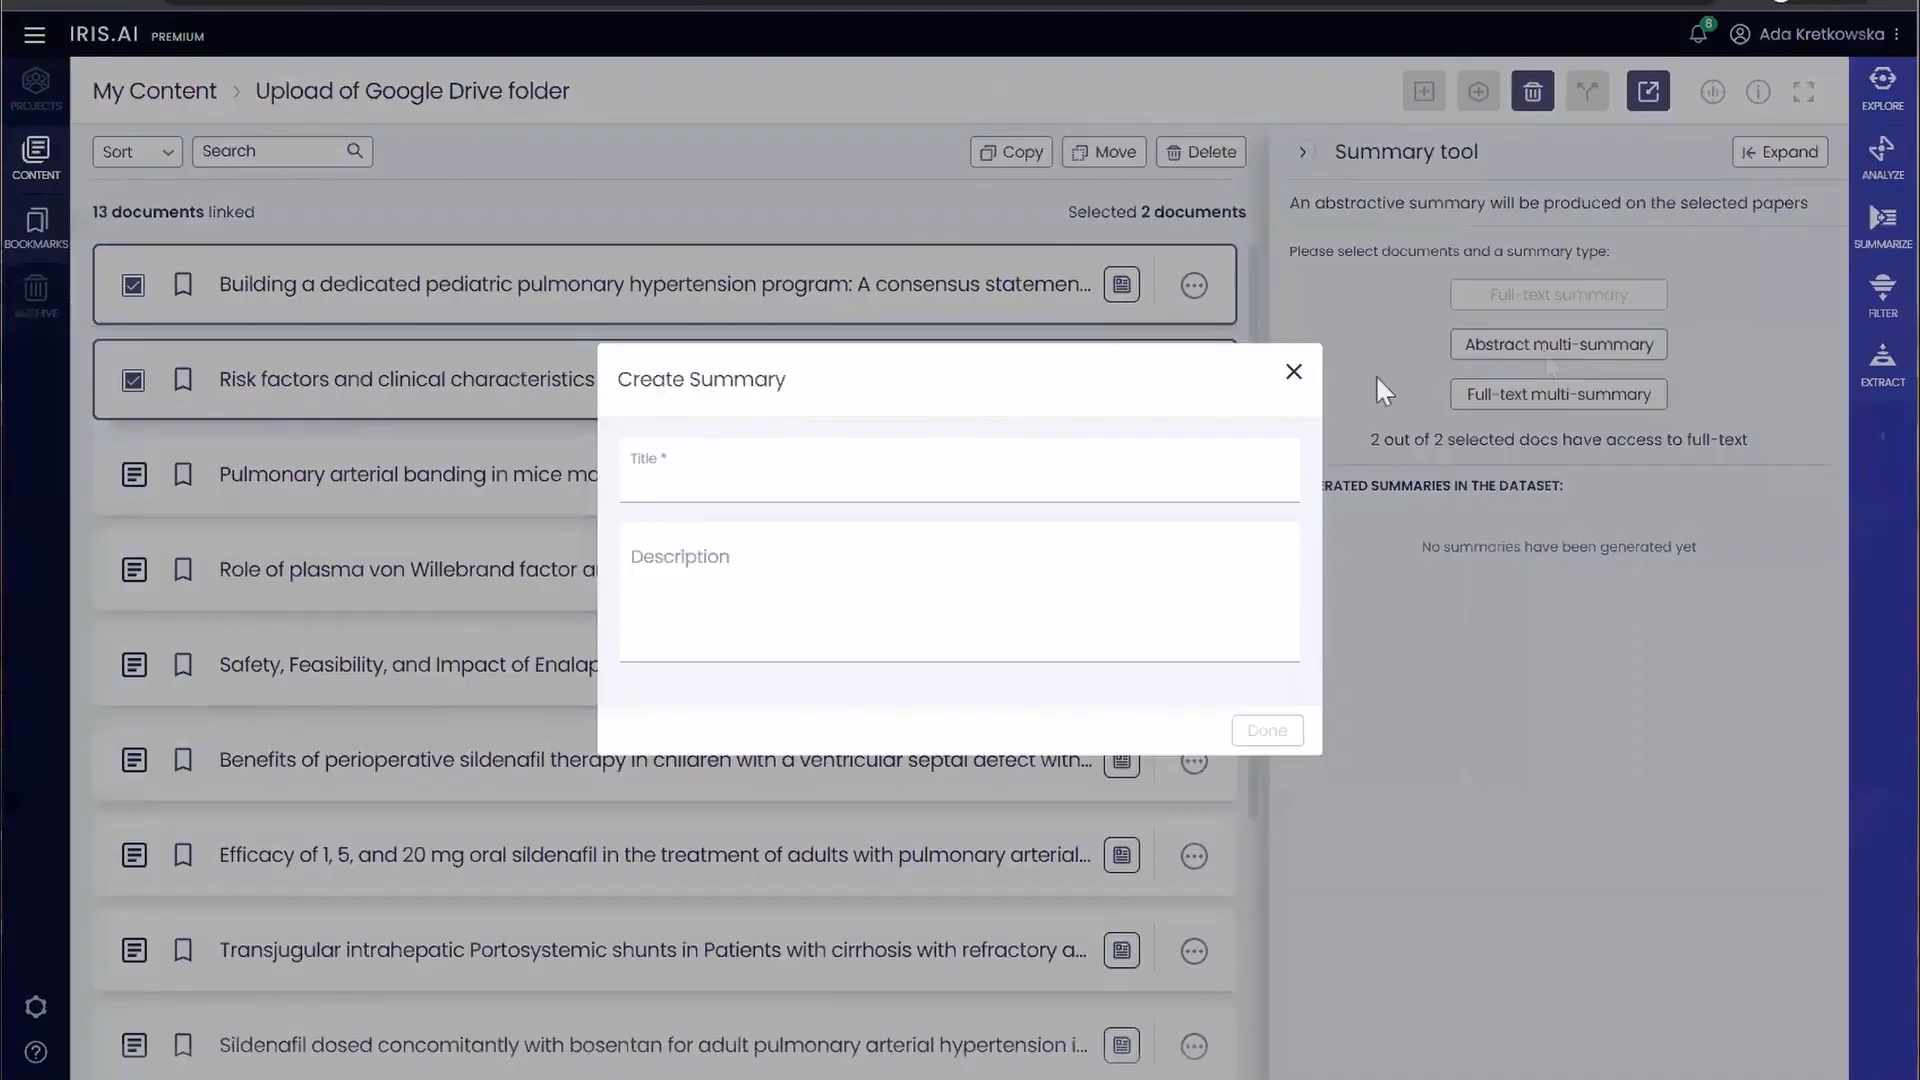 IRIS.AI PREMIUM
8
Ada Kretkowska
PROJECTS
CONTENT
BOOKMARKS
ARCHIVE
My Content > Upload of Google Drive folder
Sort
Search
Copy
Move
Delete
13 documents linked
Selected 2 documents
Building a dedicated pediatric pulmonary hypertension program: A consensus statemen...
Risk factors and clinical characteristics
Pulmonary arterial banding in mice
Role of plasma von Willebrand factor
Safety, Feasibility, and Impact of
Benefits of perioperative sildenafil therapy in children with a ventricular septal defect with...
Efficacy of 1, 5, and 20 mg oral sildenafil in the treatment of adults with pulmonary arterial...
Transjugular intrahepatic Portosystemic shunts in Patients with cirrhosis with refractory a...
Sildenafil dosed concomitantly with bosentan for adult pulmonary arterial hypertension i...
Create Summary
Title *
Description
Done
Summary tool
Expand
An abstractive summary will be produced on the selected papers
Please select documents and a summary type:
Full-text summary
Abstract multi-summary
Full-text multi-summary
2 out of 2 selected docs have access to full-text
ERATED SUMMARIES IN THE DATASET:
No summaries have been generated yet
EXPLORE
ANALYZE
SUMMARIZE
FILTER
EXTRACT